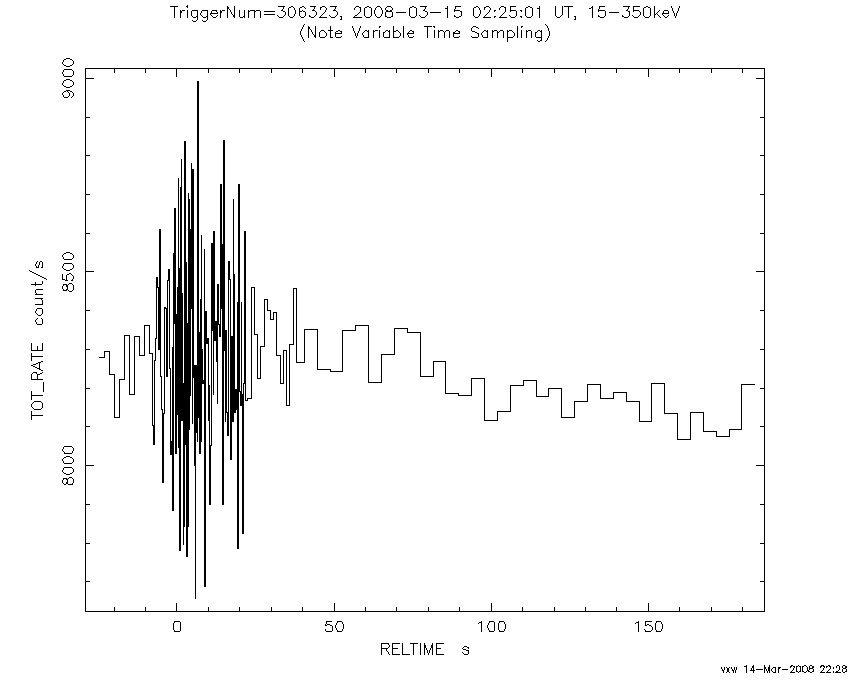 TriggerNum=306323, 2008-03-15 02:25:01 UT, 15-350keV
(Note Variable Time Sampling)
9000
8500
8000
TOT_RATE count/s
0 50 100 150
RELTIME s
vxw 14-Mar-2008 22:28